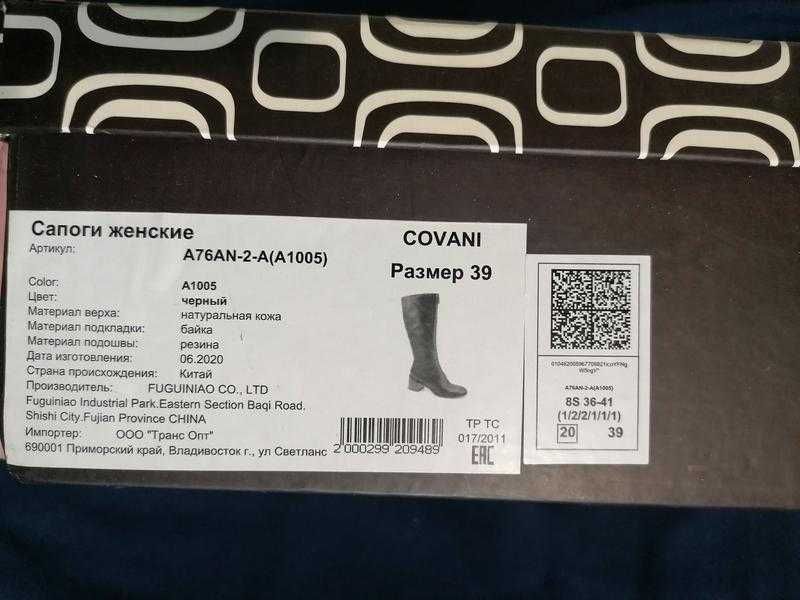 Сапоги женские
COVANI
Артикул: A76AN-2-A(A1005)
Размер 39
Color: A1005
Цвет: черный
Материал верха: натуральная кожа
Материал подкладки: байка
Материал подошвы: резина
Дата изготовления: 06.2020
Страна происхождения: Китай
Производитель: FUGUINIAO CO., LTD
Fuguiniao Industrial Park.Eastern Section Baqi Road.
Shishi City.Fujian Province CHINA
Импортер: ООО "Транс Опт"
690001 Приморский край, Владивосток г., ул Светланс
2 000299 209489
ТР ТС
017/2011
EAC
A76AN-2-A(A1005)
8S 36-41
(1/2/2/1/1/1)
20 39